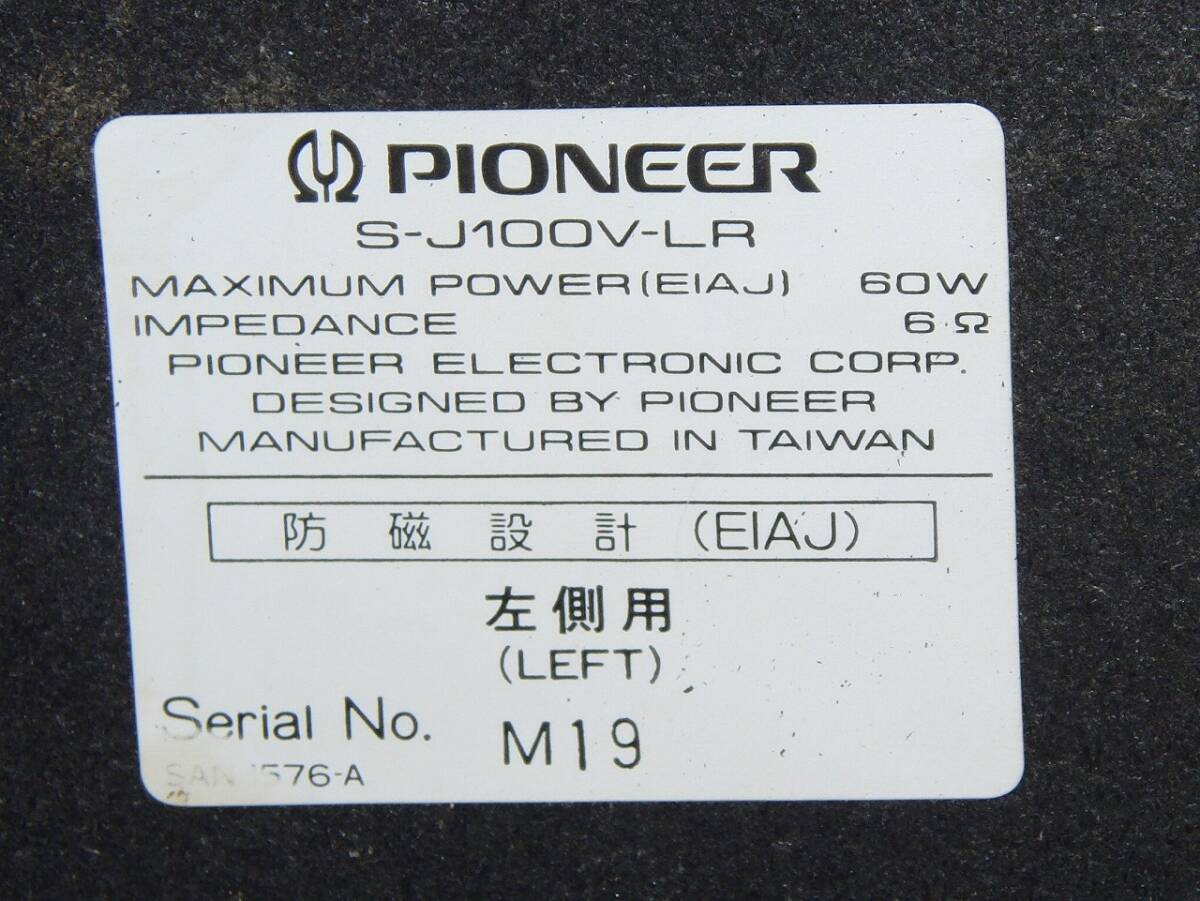 PIONEER
S-J100V-LR
MAXIMUM POWER(EIAJ) 60W
IMPEDANCE 6Ω
PIONEER ELECTRONIC CORP.
DESIGNED BY PIONEER
MANUFACTURED IN TAIWAN
防磁設計 (EIAJ)
左側用
(LEFT)
Serial No. M19